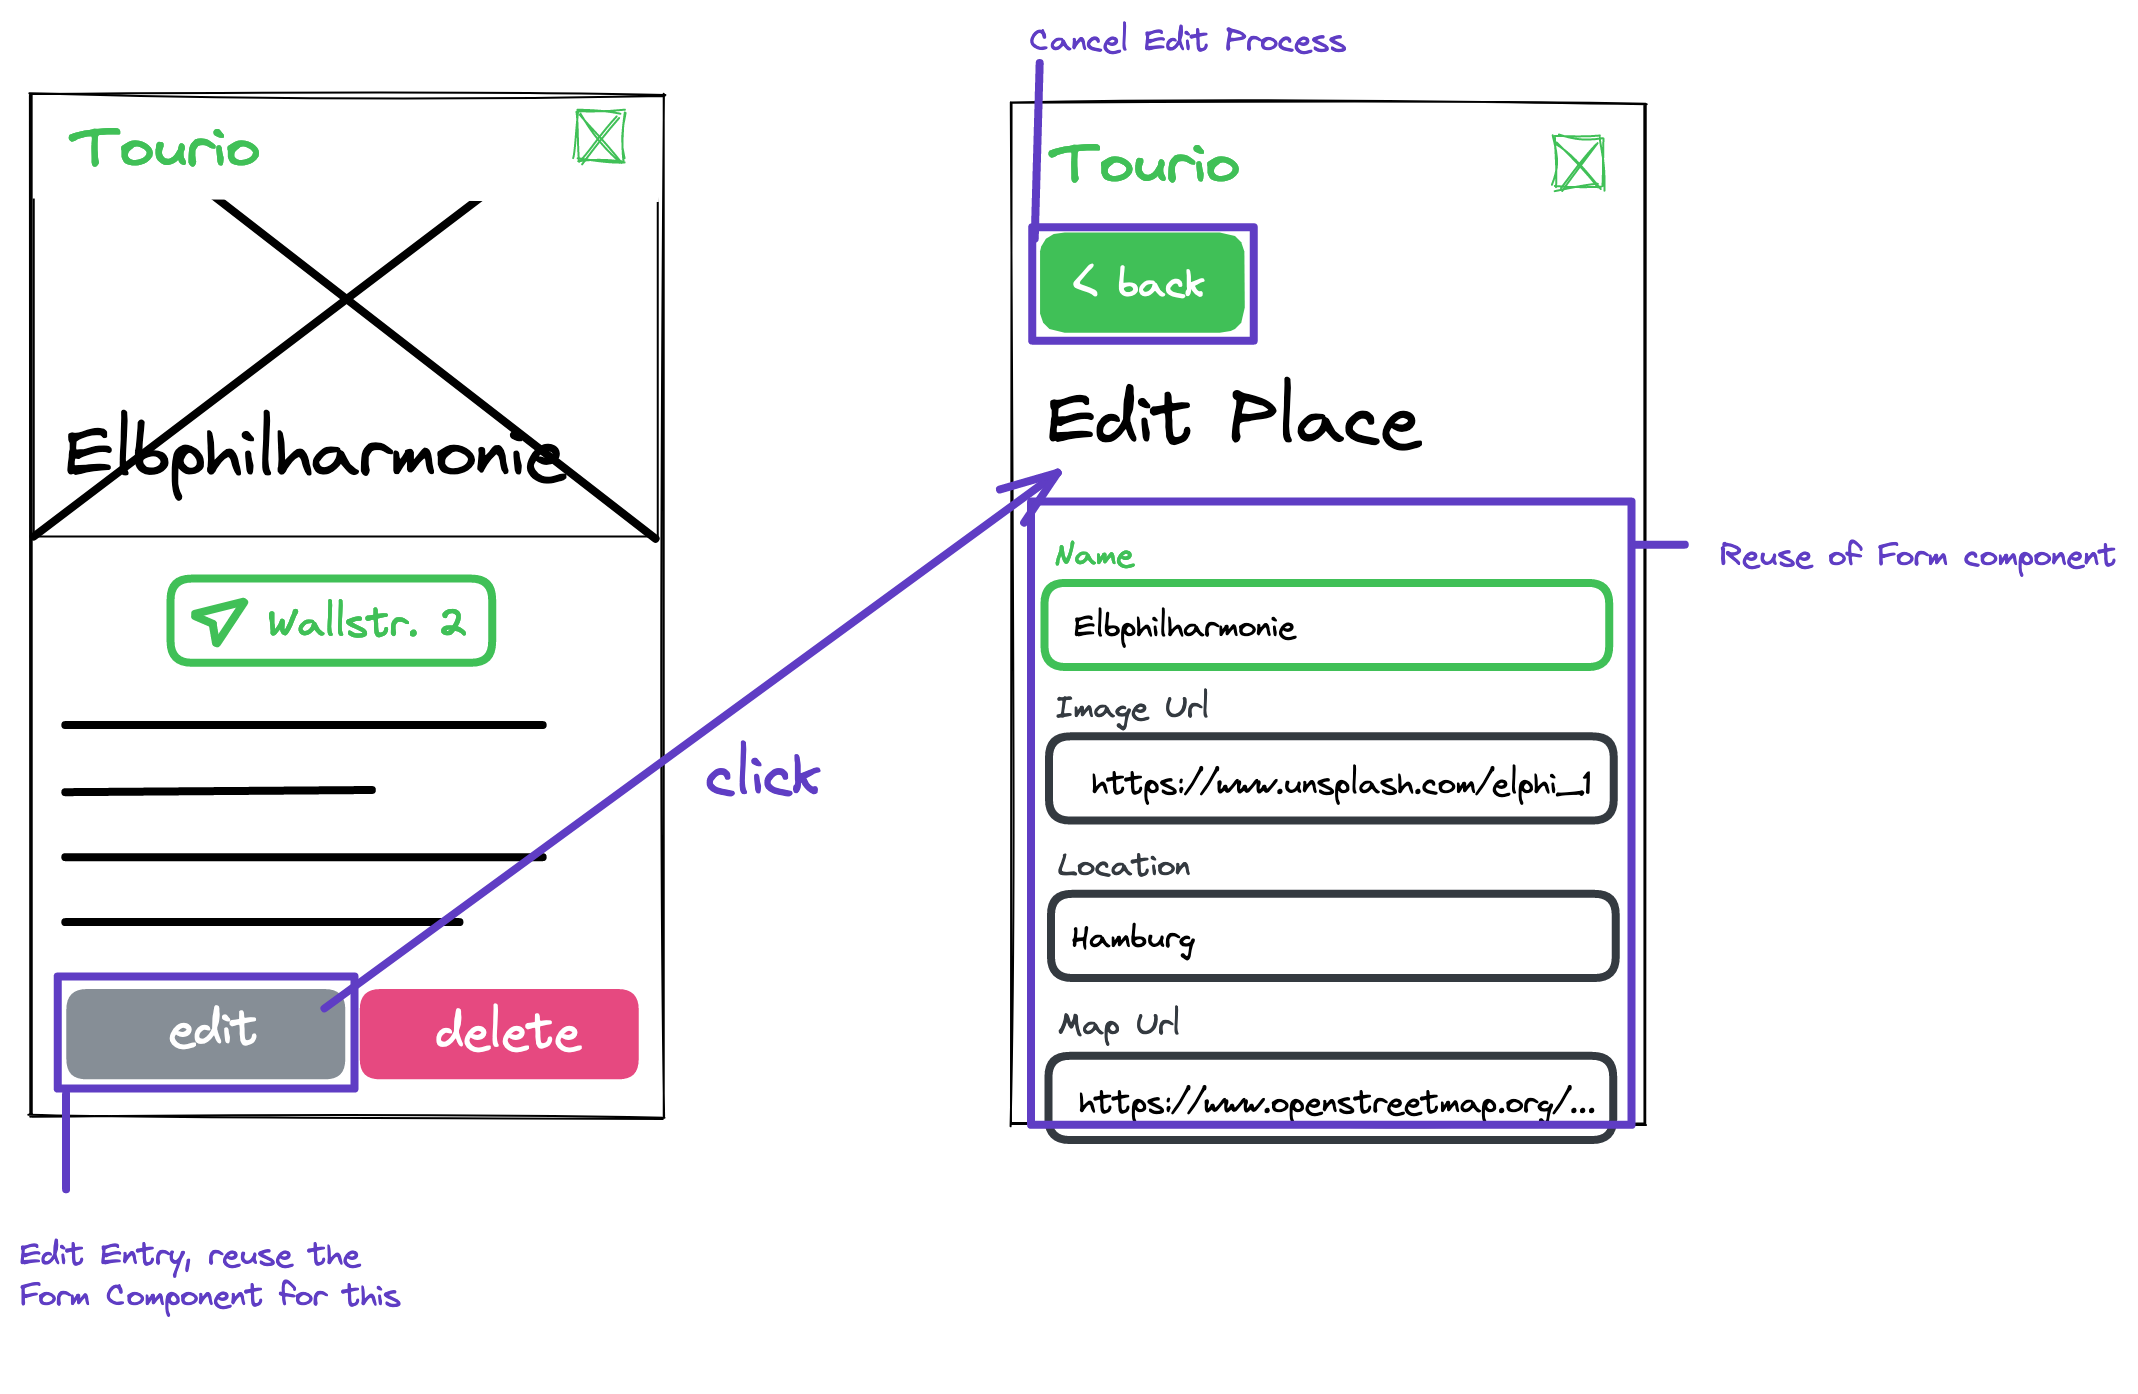 Cancel Edit Process
Tourio
Elbphilharmonie
Wallstr. 2
edit
delete
click
Edit Entry, reuse the
Form Component for this
Tourio
< back
Edit Place
Name
Elbphilharmonie
Image Url
https://www.unsplash.com/elphi_1
Location
Hamburg
Map Url
https://www.openstreetmap.org/...
Reuse of Form component